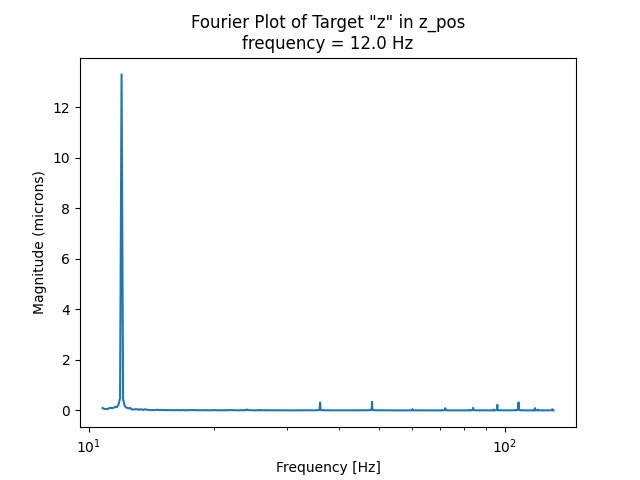 Fourier Plot of Target "z" in z_pos
frequency = 12.0 Hz
12
10
8
6
4
2
0
Magnitude (microns)
10¹
10²
Frequency [Hz]